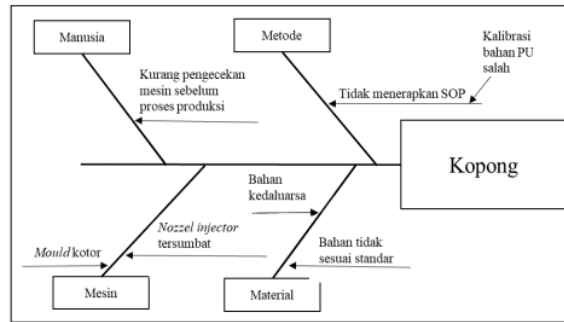 Manusia
Metode
Kalibrasi
bahan PU
salah
Kurang pengecekan
mesin sebelum
proses produksi
Tidak menerapkan SOP
Kopong
Bahan
kedaluarsa
Nozzel injector
tersumbat
Mould kotor
Bahan tidak
sesuai standar
Mesin
Material